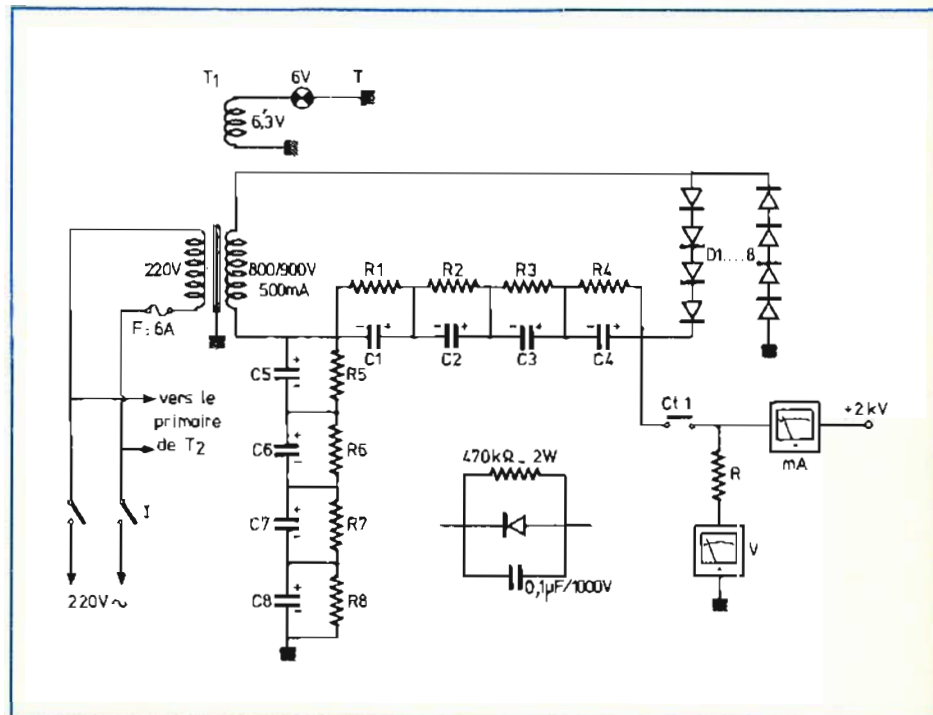 T1
6V
T
6,3V
220V
800/900V
500mA
F : 6A
R1
R2
R3
R4
C1
C2
C3
C4
D1....8
C5
R5
C6
R6
C7
R7
C8
R8
vers le
primaire
de T2
I
220V ~
470kΩ _ 2W
0,1µF/1000V
Ct 1
R
V
mA
+2 kV
- +
- +
- +
- +
+
-
+
-
+
-
+
-